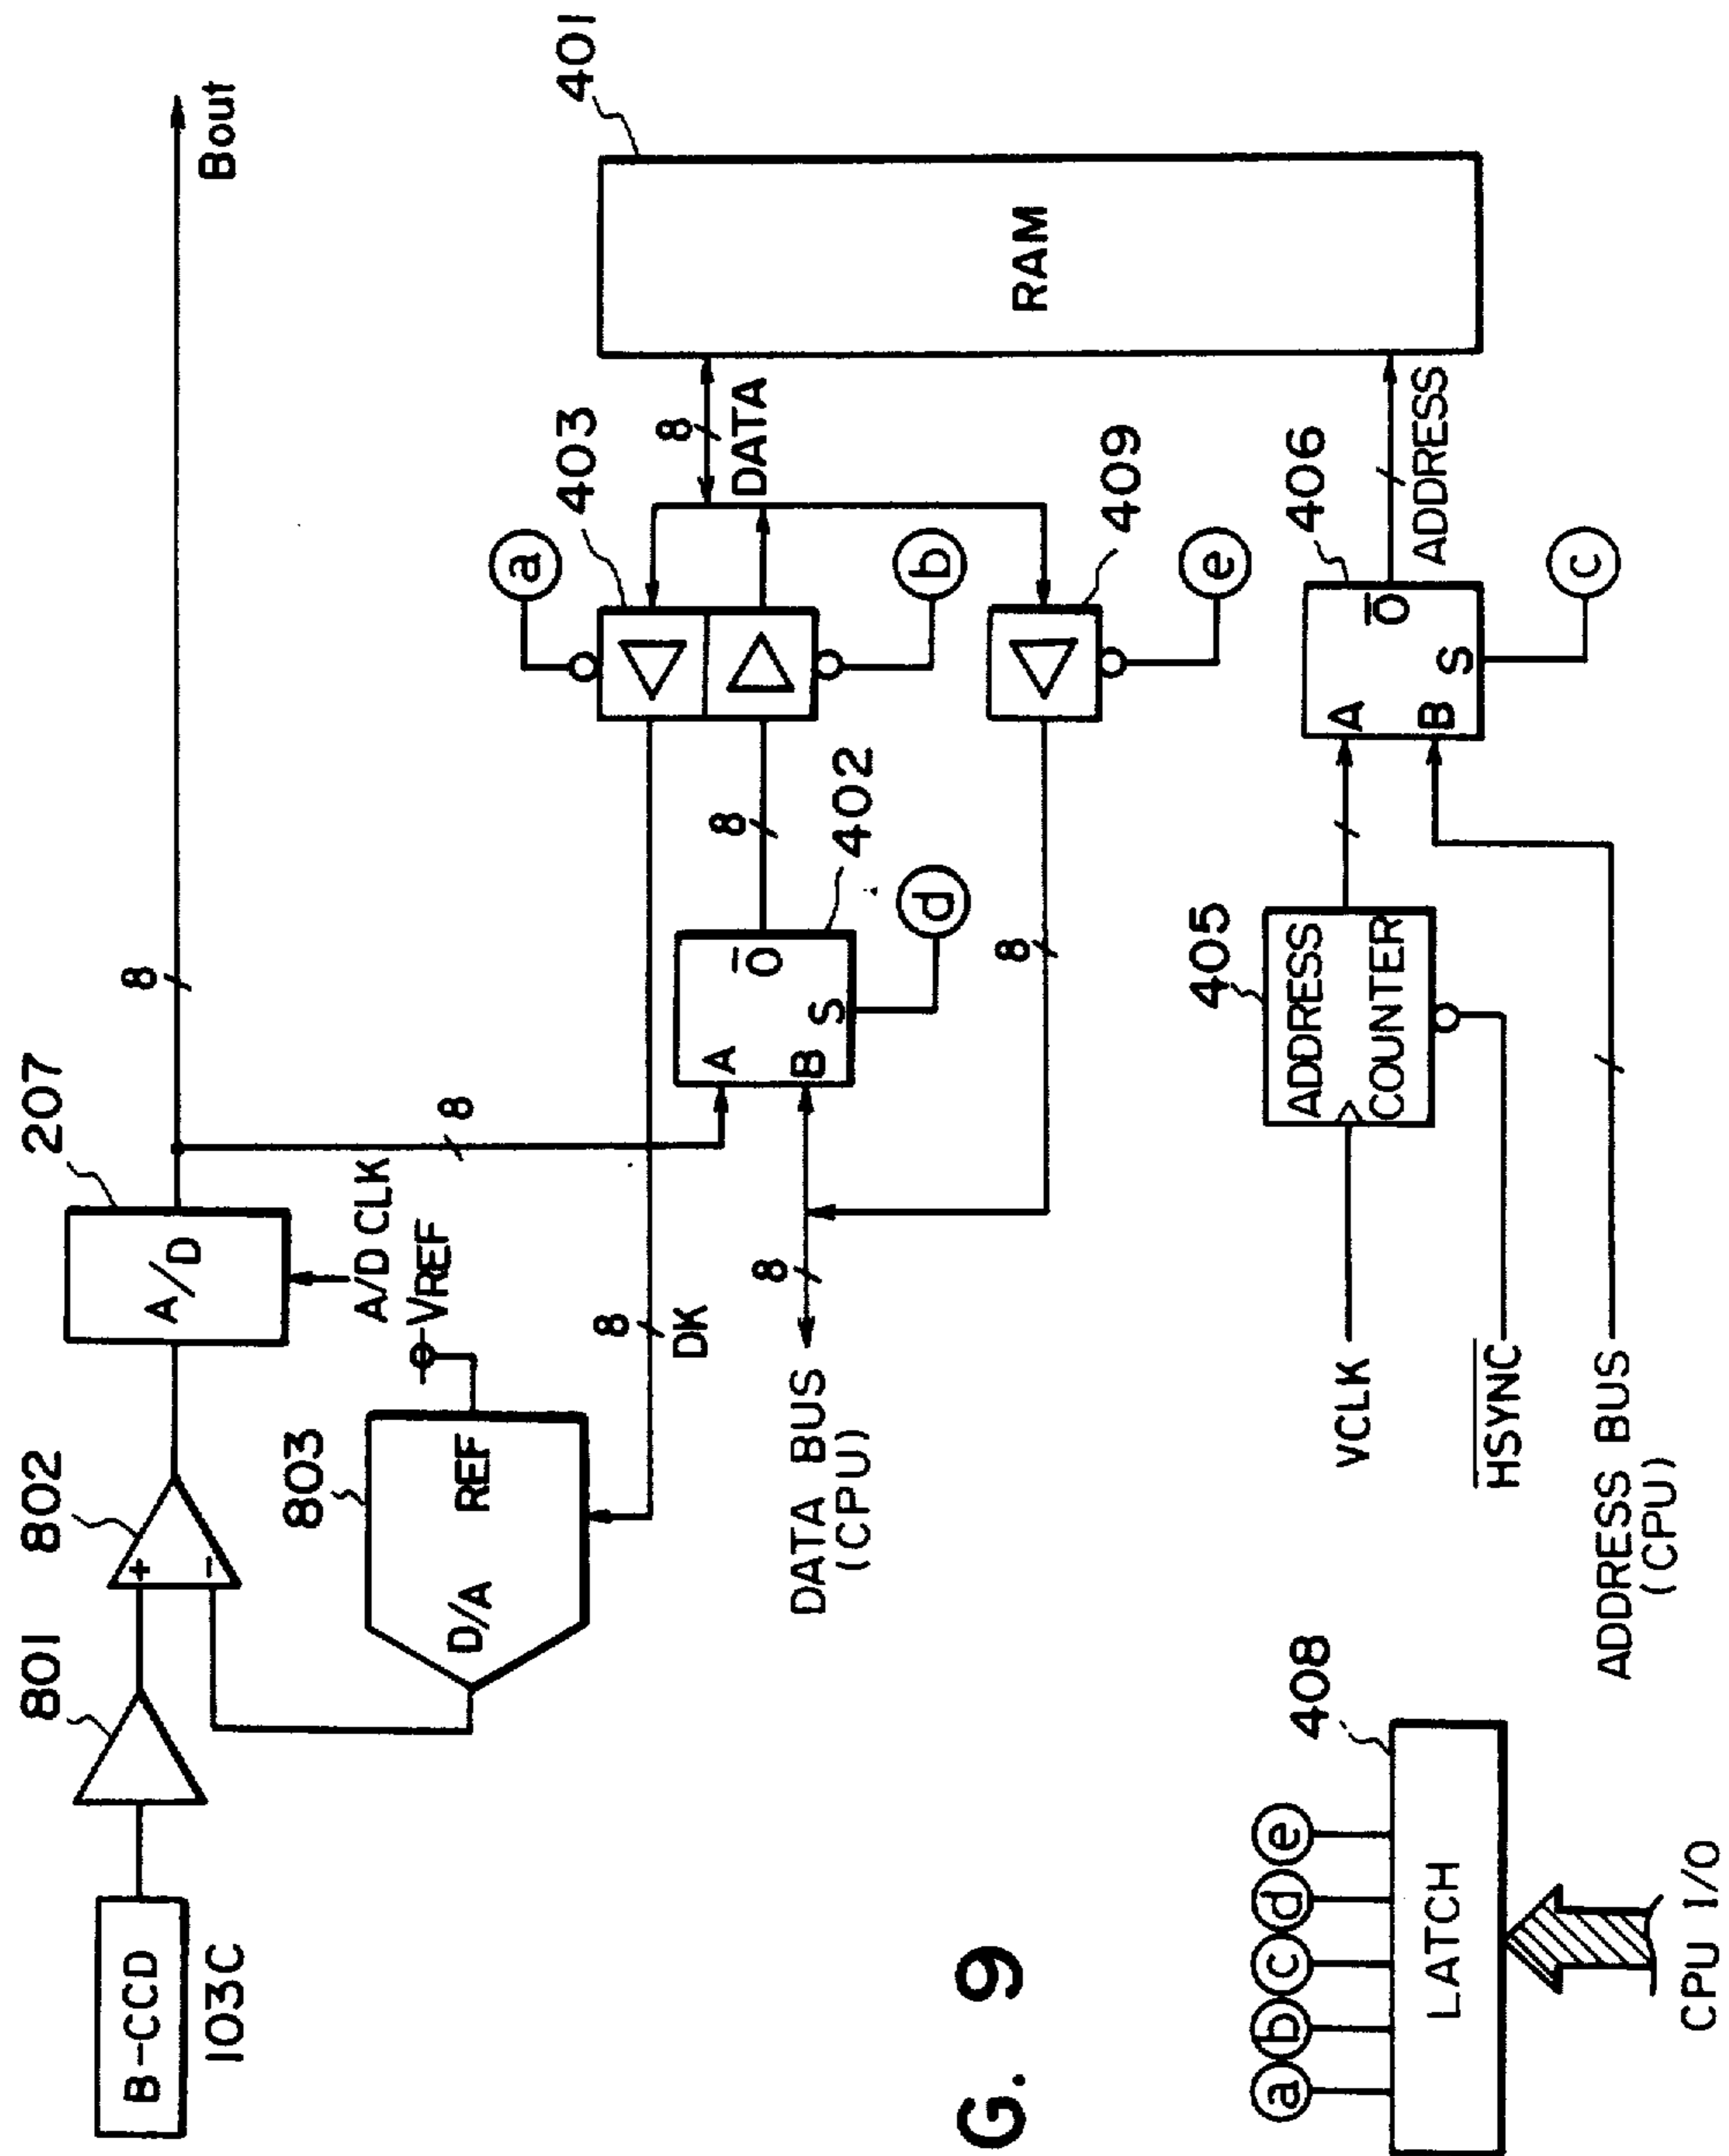 B-CCD
103C
801
802
+
−
A/D
207
A/D CLK
8
Bout
803
D/A
REF
VREF
8
DK
8
DATA BUS
(CPU)
8
A
B
O
S
402
d
8
8
403
a
b
409
e
8
DATA
RAM
401
VCLK
HSYNC
ADDRESS
COUNTER
405
ADDRESS BUS
(CPU)
A
B
O
S
406
c
ADDRESS
G. 9
a b c d e
LATCH
408
CPU I/O